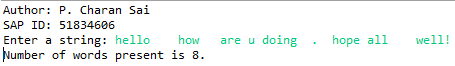 Author: P. Charan Sai
SAP ID: 51834606
Enter a string: hello    how   are u doing  .  hope all    well!
Number of words present is 8.